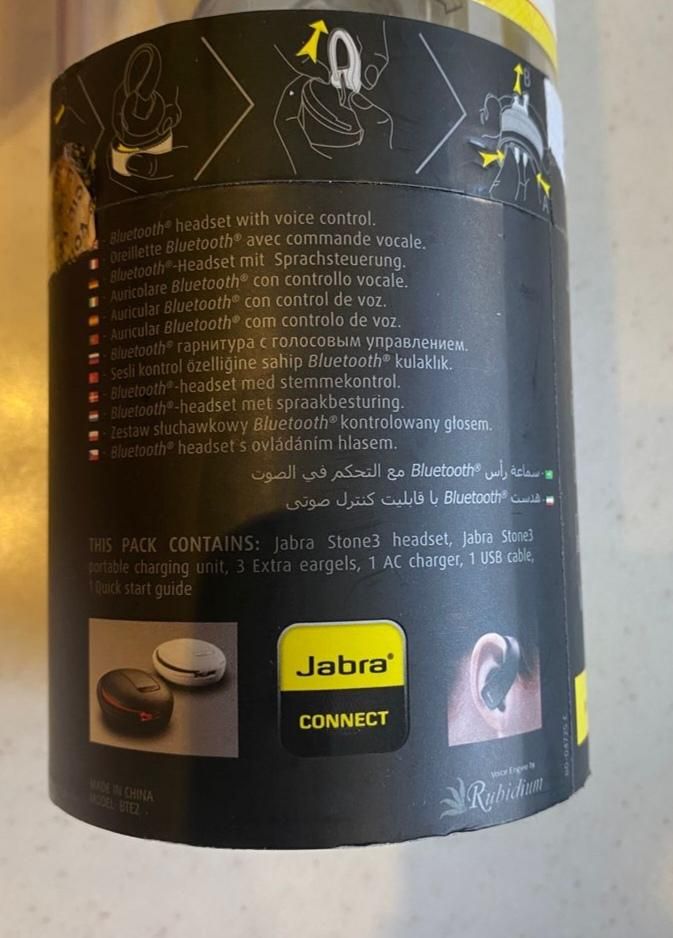 B
Bluetooth® headset with voice control.
- Oreillette Bluetooth® avec commande vocale.
- Bluetooth®-Headset mit Sprachsteuerung.
- Auricolare Bluetooth® con controllo vocale.
- Auricular Bluetooth® con control de voz.
- Auricular Bluetooth® com controlo de voz.
- Bluetooth® гарнитура с голосовым управлением.
- Sesli kontrol özelliğine sahip Bluetooth® kulaklık.
- Bluetooth®-headset med stemmekontrol.
- Bluetooth®-headset met spraakbesturing.
- Zestaw słuchawkowy Bluetooth® kontrolowany głosem.
- Bluetooth® headset s ovládáním hlasem.
- سماعة رأس Bluetooth® مع التحكم في الصوت
- هدست Bluetooth® با قابلیت کنترل صوتی
THIS PACK CONTAINS: Jabra Stone3 headset, Jabra Stone3
portable charging unit, 3 Extra eargels, 1 AC charger, 1 USB cable,
1 Quick start guide
Jabra®
CONNECT
MADE IN CHINA
MODEL: BTE2
Voice Engine by
Rubidium